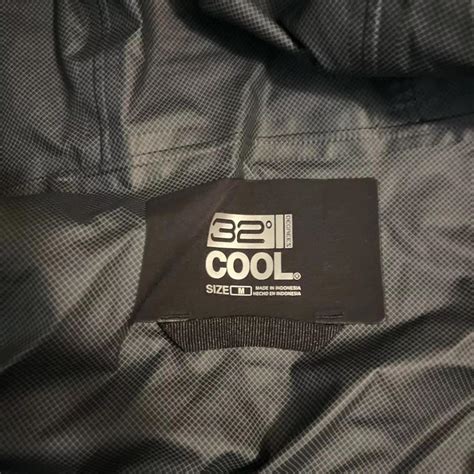 32° DEGREES
COOL®
SIZE M MADE IN INDONESIA
HECHO EN INDONESIA